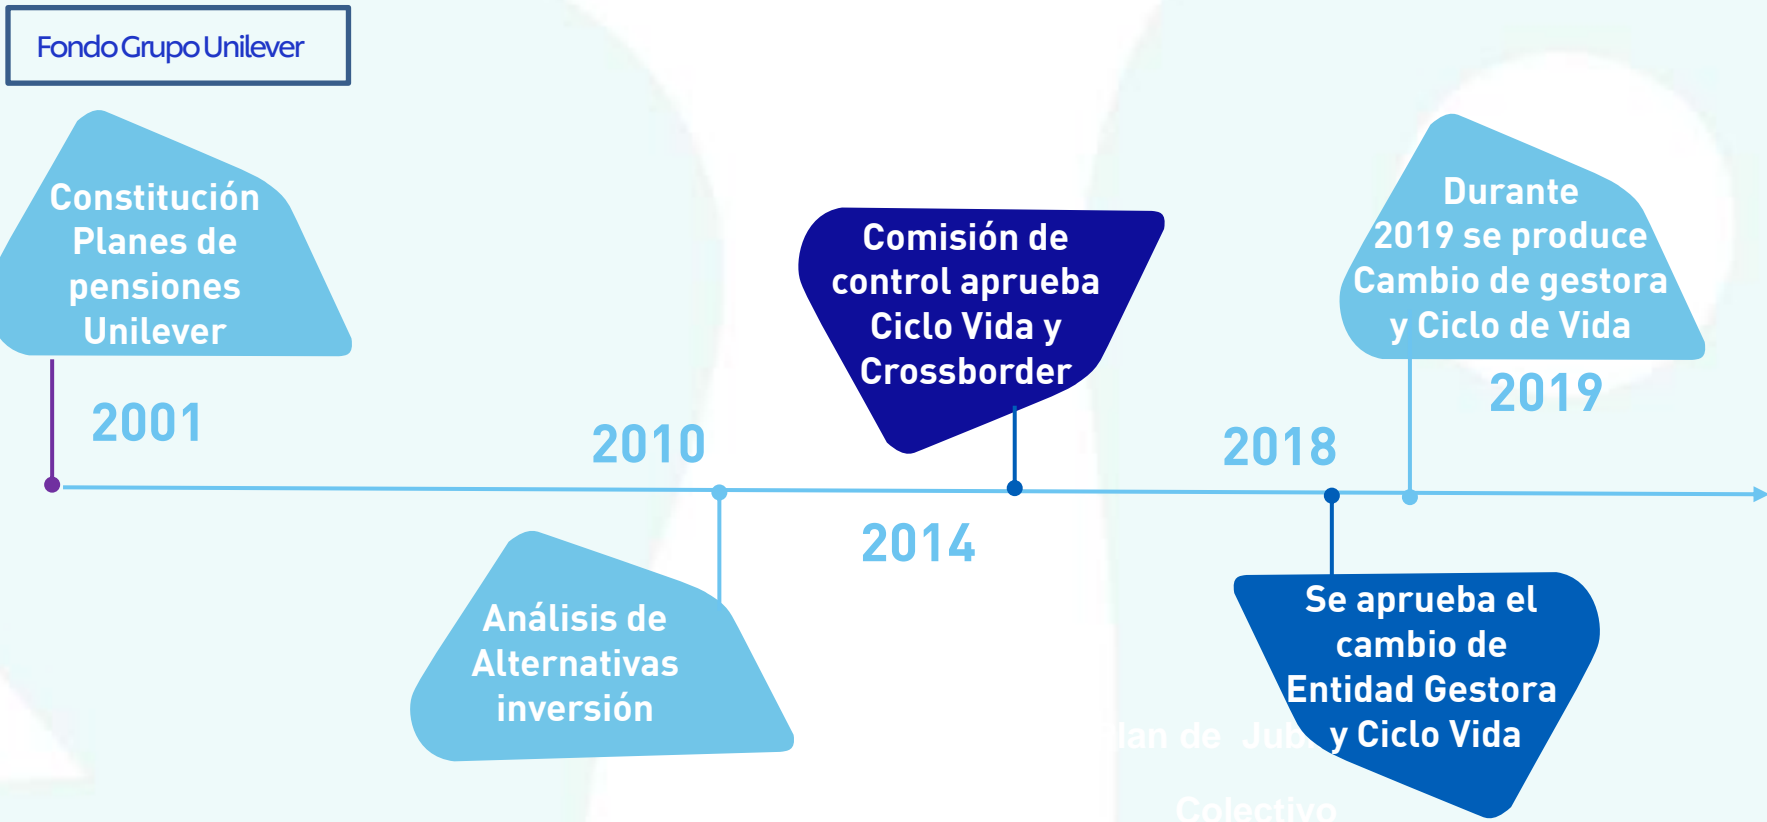 Fondo Grupo Unilever
Constitución
Planes de
pensiones
Unilever
2001
2010
Análisis de
Alternativas
inversión
Comisión de
control aprueba
Ciclo Vida y
Crossborder
2014
2018
Se aprueba el
cambio de
Entidad Gestora
y Ciclo Vida
Durante
2019 se produce
Cambio de gestora
y Ciclo de Vida
2019
de
Colectivo